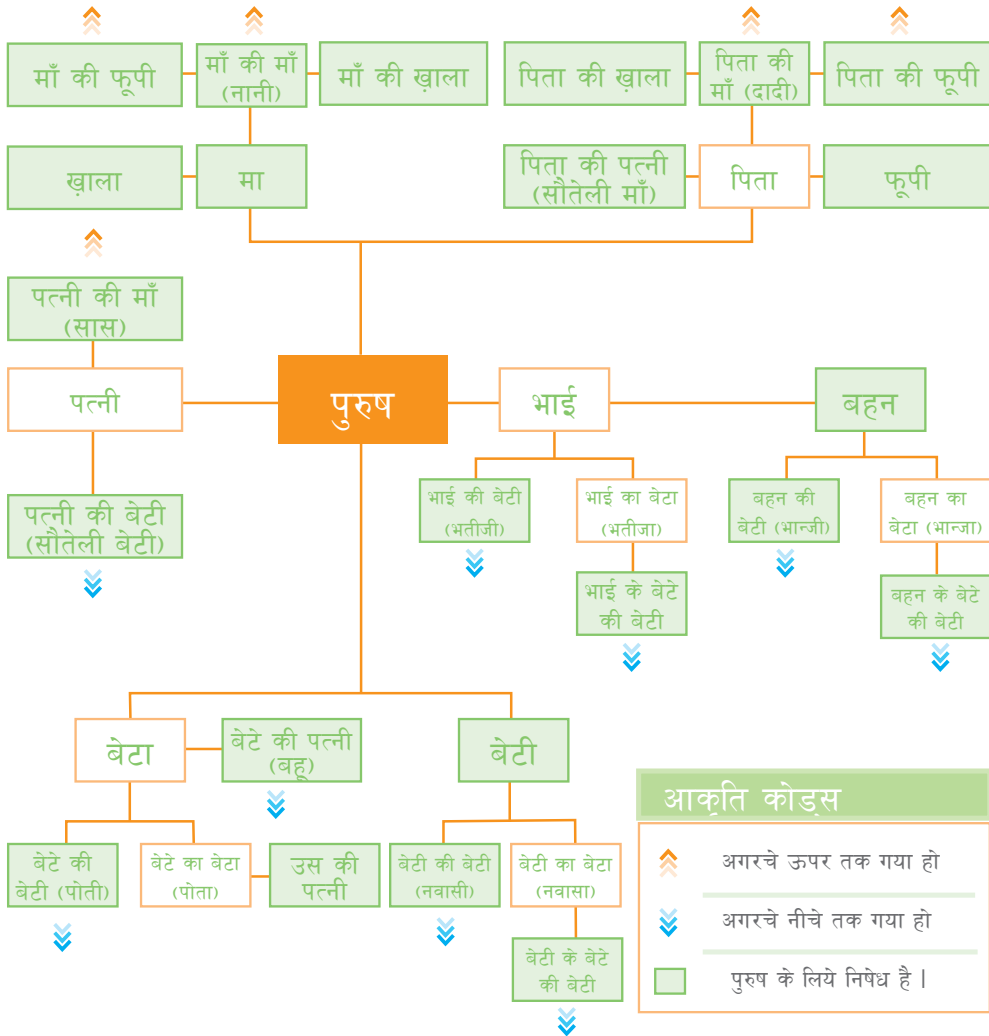 माँ की फूपी
माँ की माँ
(नानी)
माँ की ख़ाला
पिता की ख़ाला
पिता की
माँ (दादी)
पिता की फूपी
ख़ाला
मा
पिता की पत्नी
(सौतेली माँ)
पिता
फूपी
पत्नी की माँ
(सास)
पत्नी
पुरुष
भाई
बहन
पत्नी की बेटी
(सौतेली बेटी)
भाई की बेटी
(भतीजी)
भाई का बेटा
(भतीजा)
बहन की
बेटी (भान्जी)
बहन का
बेटा (भान्जा)
भाई के बेटे
की बेटी
बहन के बेटे
की बेटी
बेटा
बेटे की पत्नी
(बहू)
बेटी
बेटे की
बेटी (पोती)
बेटे का बेटा
(पोता)
उस की
पत्नी
बेटी की बेटी
(नवासी)
बेटी का बेटा
(नवासा)
बेटी के बेटे
की बेटी
आकृति कोड्स
अगरचे ऊपर तक गया हो
अगरचे नीचे तक गया हो
पुरुष के लिये निषेध है |